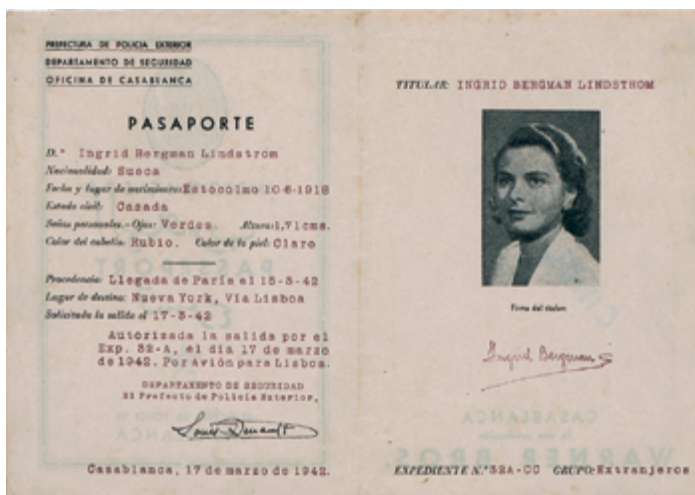 PREFECTURA DE POLICIA EXTERIOR
DEPARTAMENTO DE SEGURIDAD
OFICINA DE CASABLANCA
PASAPORTE
D.ª Ingrid Bergman Lindstrom
Nacionalidad: Sueca
Fecha y lugar de nacimiento: Estocolmo 10-6-1918
Estado civil: Casada
Señas personales.- Ojos: Verdes Altura: 1,71cms.
Color del cabello: Rubio. Color de la piel: Claro
Procedencia: Llegada de París el 15-3-42
Lugar de destino: Nueva York, Vía Lisboa
Solicitada la salida el 17-3-42
Autorizada la salida por el
Exp. 32-A, el día 17 de marzo
de 1942. Por avión para Lisboa.
DEPARTAMENTO DE SEGURIDAD
El Prefecto de Policía Exterior,
Louis Renault
Casablanca, 17 de marzo de 1942.
TITULAR: INGRID BERGMAN LINDSTROM
Firma del titular:
Ingrid Bergman
CASABLANCA
WARNER BROS.
EXPEDIENTE N.º 32A-CC GRUPO: Extranjeros